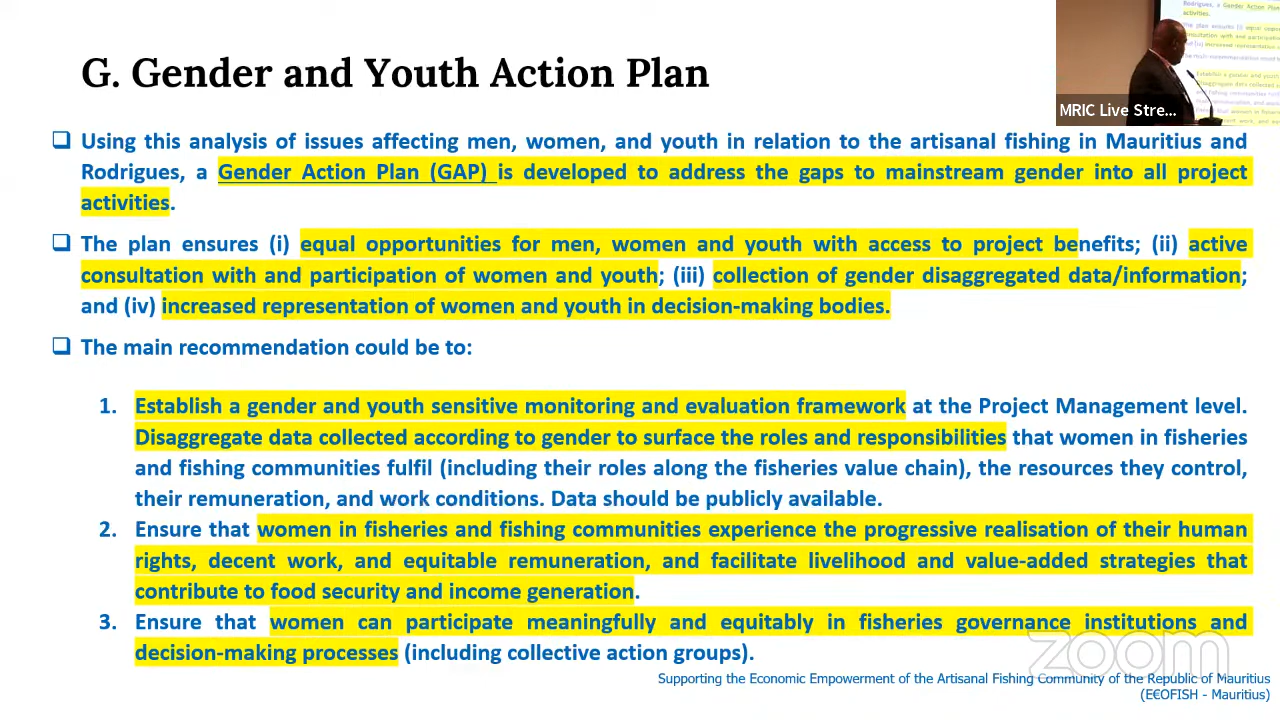 G. Gender and Youth Action Plan
MRIC Live Stre...
Using this analysis of issues affecting men, women, and youth in relation to the artisanal fishing in Mauritius and
Rodrigues, a Gender Action Plan (GAP) is developed to address the gaps to mainstream gender into all project
activities.
The plan ensures (i) equal opportunities for men, women and youth with access to project benefits; (ii) active
consultation with and participation of women and youth; (iii) collection of gender disaggregated data/information;
and (iv) increased representation of women and youth in decision-making bodies.
The main recommendation could be to:
1. Establish a gender and youth sensitive monitoring and evaluation framework at the Project Management level.
Disaggregate data collected according to gender to surface the roles and responsibilities that women in fisheries
and fishing communities fulfil (including their roles along the fisheries value chain), the resources they control,
their remuneration, and work conditions. Data should be publicly available.
2. Ensure that women in fisheries and fishing communities experience the progressive realisation of their human
rights, decent work, and equitable remuneration, and facilitate livelihood and value-added strategies that
contribute to food security and income generation.
3. Ensure that women can participate meaningfully and equitably in fisheries governance institutions and
decision-making processes (including collective action groups).
zoom
Supporting the Economic Empowerment of the Artisanal Fishing Community of the Republic of Mauritius
(E€OFISH - Mauritius)